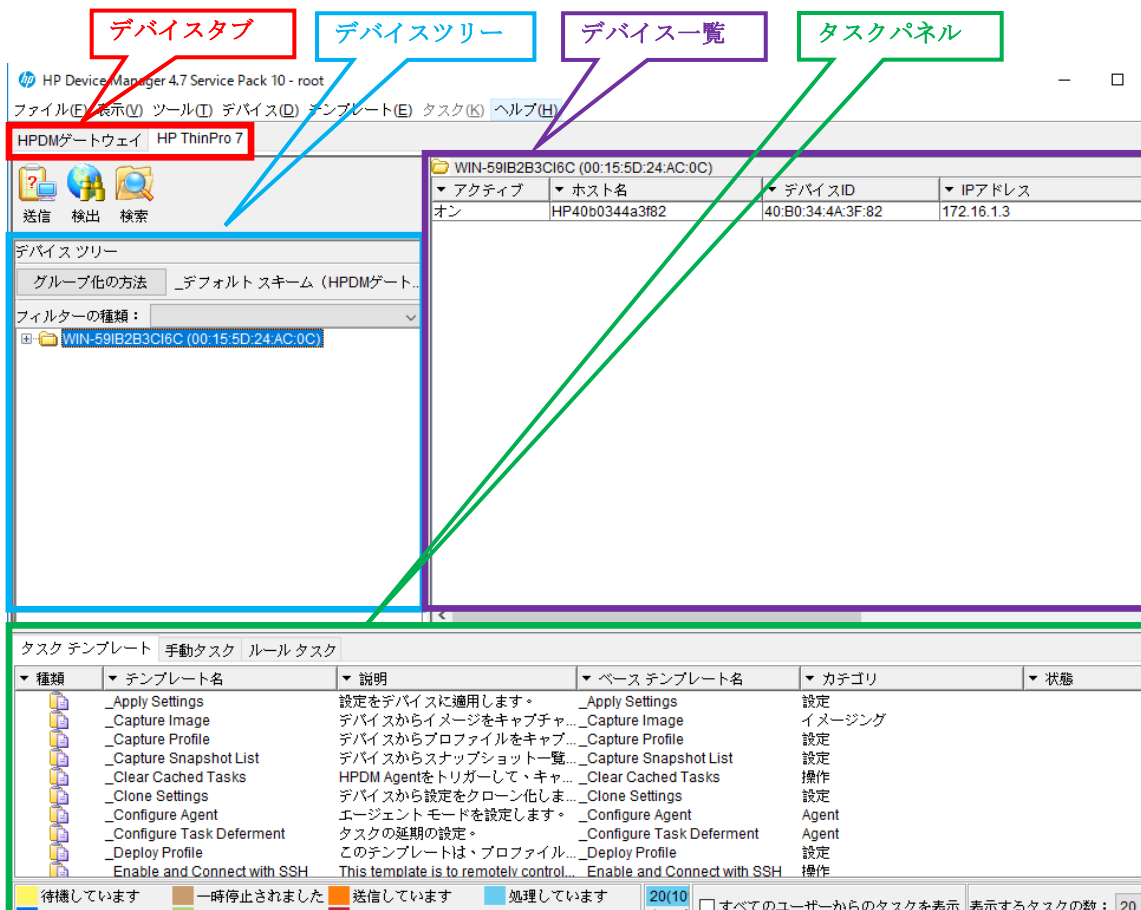 デバイスタブ
デバイスツリー
デバイス一覧
タスクパネル
HP Device Manager 4.7 Service Pack 10 - root
ファイル(F) 表示(V) ツール(T) デバイス(D) テンプレート(E) タスク(K) ヘルプ(H)
HPDMゲートウェイ HP ThinPro 7
送信 検出 検索
デバイス ツリー
グループ化の方法 _デフォルト スキーム（HPDMゲート...
フィルターの種類：
WIN-59IB2B3CI6C (00:15:5D:24:AC:0C)
WIN-59IB2B3CI6C (00:15:5D:24:AC:0C)
アクティブ ホスト名 デバイスID IPアドレス
オン HP40b0344a3f82 40:B0:34:4A:3F:82 172.16.1.3
タスク テンプレート 手動タスク ルール タスク
種類 テンプレート名 説明 ベース テンプレート名 カテゴリ 状態
_Apply Settings 設定をデバイスに適用します。 _Apply Settings 設定
_Capture Image デバイスからイメージをキャプチャ... _Capture Image イメージング
_Capture Profile デバイスからプロファイルをキャプ... _Capture Profile 設定
_Capture Snapshot List デバイスからスナップショット一覧... _Capture Snapshot List 設定
_Clear Cached Tasks HPDM Agentをトリガーして、キャ... _Clear Cached Tasks 操作
_Clone Settings デバイスから設定をクローン化しま... _Clone Settings 設定
_Configure Agent エージェント モードを設定します。 _Configure Agent Agent
_Configure Task Deferment タスクの延期の設定。 _Configure Task Deferment Agent
_Deploy Profile このテンプレートは、プロファイル... _Deploy Profile 設定
_Enable and Connect with SSH This template is to remotely control... _Enable and Connect with SSH 操作
待機しています 一時停止されました 送信しています 処理しています 20(10 すべてのユーザーからのタスクを表示 表示するタスクの数： 20